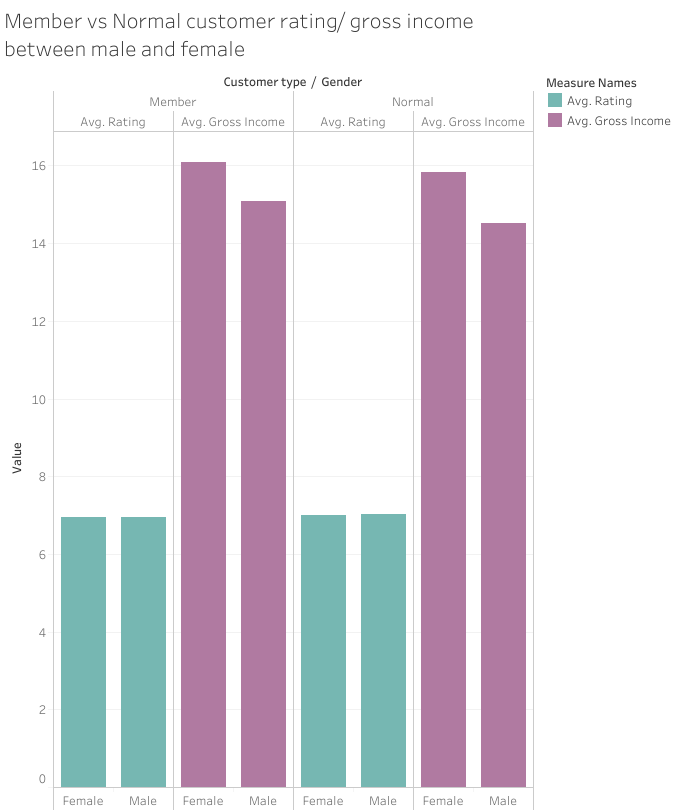 Member vs Normal customer rating/ gross income
between male and female
Customer type / Gender
Member
Normal
Avg. Rating
Avg. Gross Income
Avg. Rating
Avg. Gross Income
Measure Names
Avg. Rating
Avg. Gross Income
Value
16
14
12
10
8
6
4
2
0
Female
Male
Female
Male
Female
Male
Female
Male